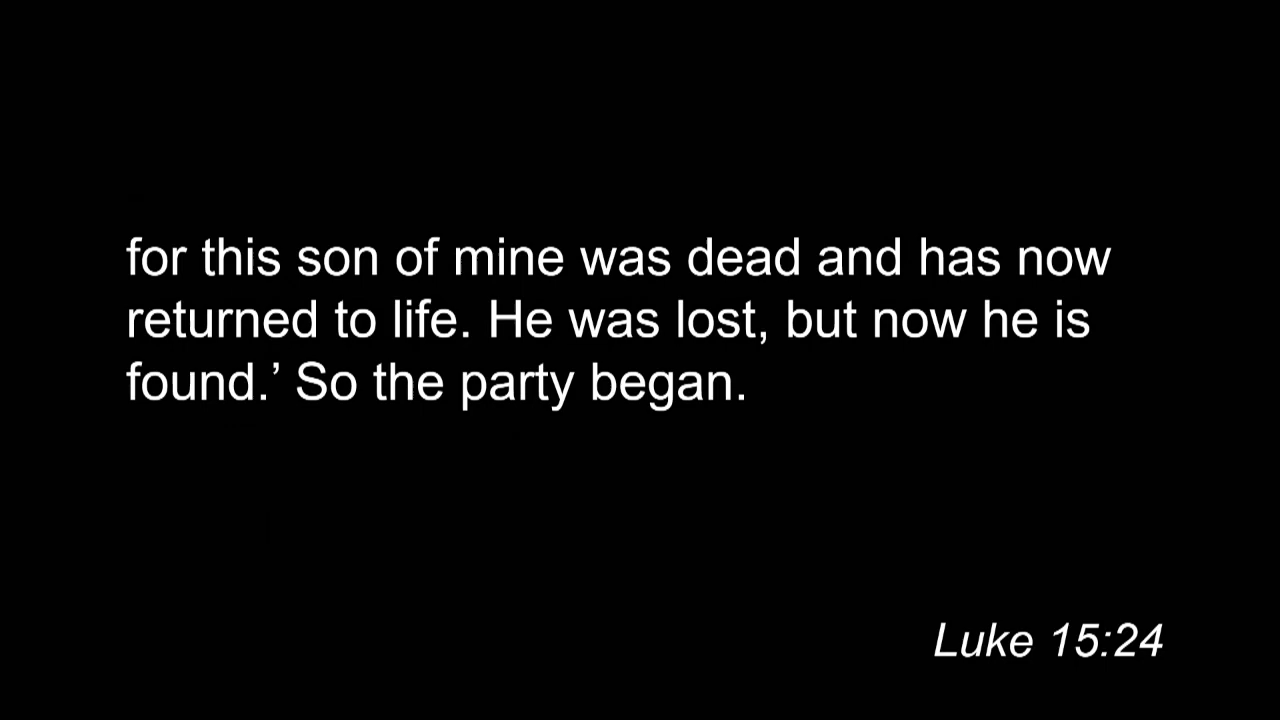 for this son of mine was dead and has now
returned to life. He was lost, but now he is
found.’ So the party began.
Luke 15:24